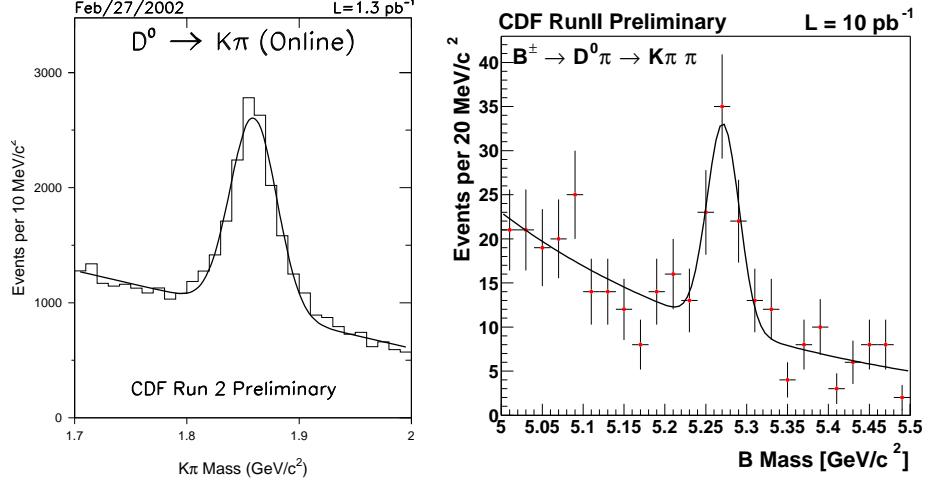 Feb/27/2002 L=1.3 pb⁻¹
D⁰ → Kπ (Online)
Events per 10 MeV/c²
3000
2000
1000
0
CDF Run 2 Preliminary
1.7 1.8 1.9 2
Kπ Mass (GeV/c²)
CDF RunII Preliminary L = 10 pb⁻¹
B± → D⁰π → Kπ π
Events per 20 MeV/c²
40
35
30
25
20
15
10
5
0
5 5.05 5.1 5.15 5.2 5.25 5.3 5.35 5.4 5.45 5.5
B Mass [GeV/c²]